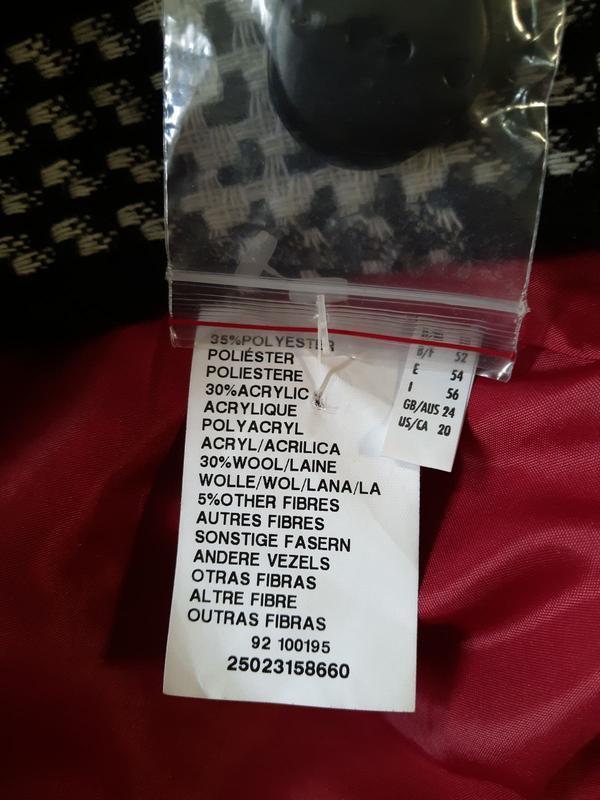 35%POLYESTER
POLIÉSTER
POLIESTERE
30%ACRYLIC
ACRYLIQUE
POLYACRYL
ACRYL/ACRILICA
30%WOOL/LAINE
WOLLE/WOL/LANA/LA
5%OTHER FIBRES
AUTRES FIBRES
SONSTIGE FASERN
ANDERE VEZELS
OTRAS FIBRAS
ALTRE FIBRE
OUTRAS FIBRAS
92 100195
25023158660
B/F 52
E 54
I 56
GB/AUS 24
US/CA 20